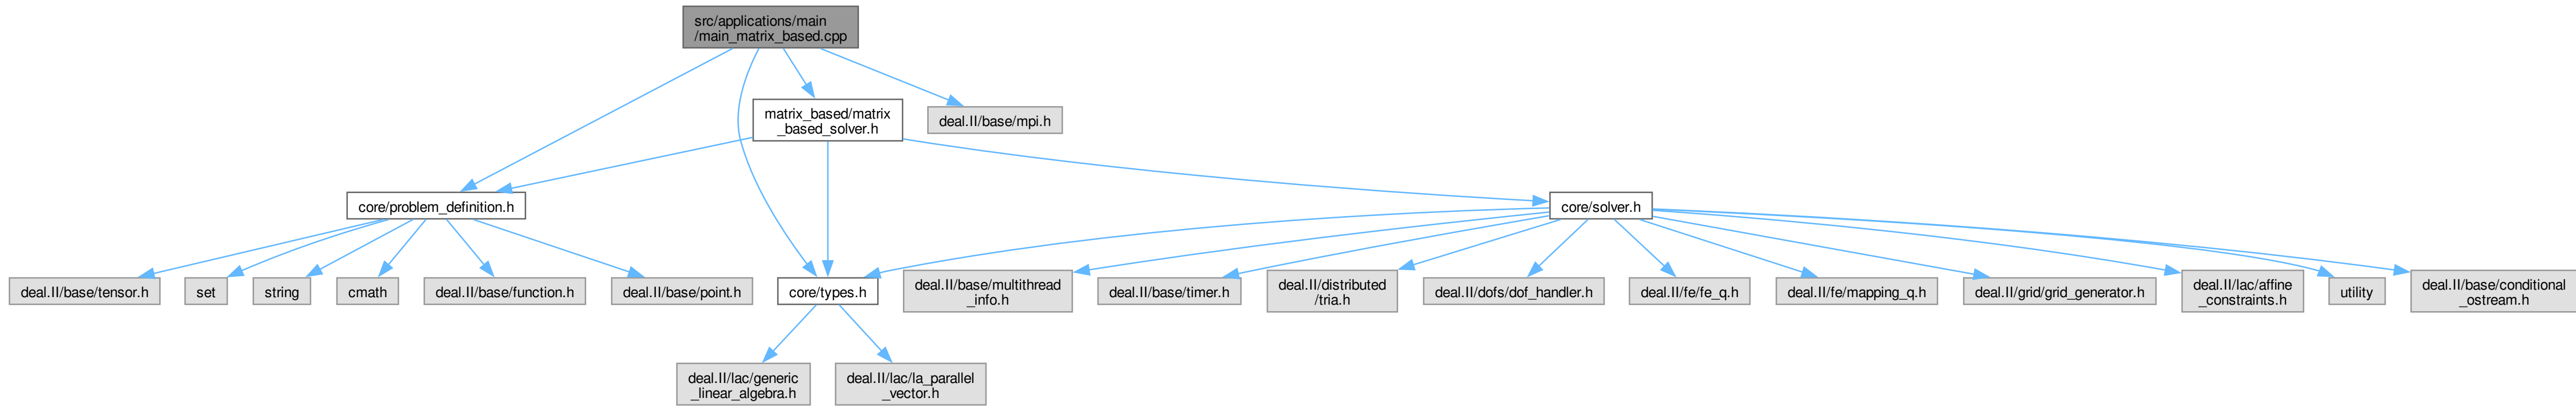 src/applications/main
/main_matrix_based.cpp
matrix_based/matrix
_based_solver.h
deal.II/base/mpi.h
core/problem_definition.h
core/solver.h
deal.II/base/tensor.h
set
string
cmath
deal.II/base/function.h
deal.II/base/point.h
core/types.h
deal.II/base/multithread
_info.h
deal.II/base/timer.h
deal.II/distributed
/tria.h
deal.II/dofs/dof_handler.h
deal.II/fe/fe_q.h
deal.II/fe/mapping_q.h
deal.II/grid/grid_generator.h
deal.II/lac/affine
_constraints.h
utility
deal.II/base/conditional
_ostream.h
deal.II/lac/generic
_linear_algebra.h
deal.II/lac/la_parallel
_vector.h